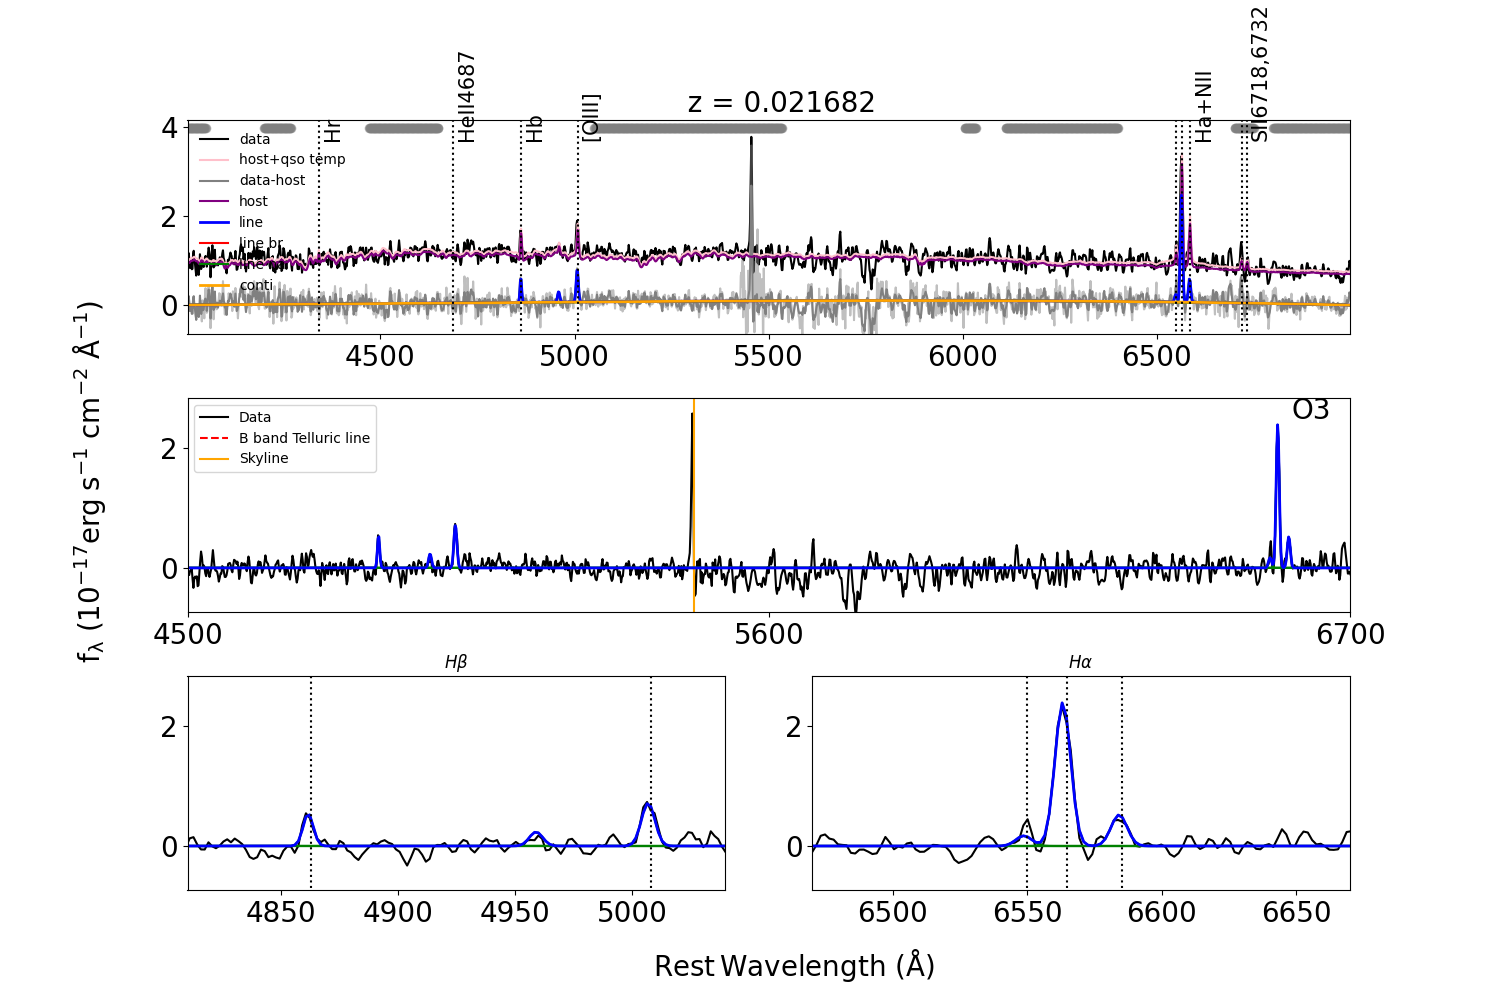 z = 0.021682
Hr
HeII4687
Hb
[OIII]
Ha+NII
SII6718,6732
data
host+qso temp
data-host
host
line
line br
conti
4
2
0
4500
5000
5500
6000
6500
f_λ (10^−17 erg s^−1 cm^−2 Å^−1)
O3
Data
B band Telluric line
Skyline
2
0
4500
5600
6700
Hβ
2
0
4850
4900
4950
5000
Hα
2
0
6500
6550
6600
6650
Rest Wavelength (Å)